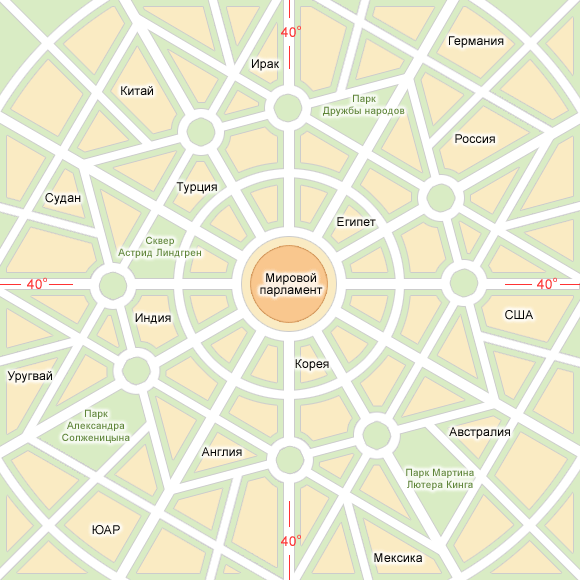 40°
Германия
Ирак
Китай
Парк
Дружбы народов
Россия
Турция
Судан
Египет
Сквер
Астрид Линдгрен
Мировой
парламент
40°
40°
Индия
США
Корея
Уругвай
Парк
Александра
Солженицына
Австралия
Англия
Парк Мартина
Лютера Кинга
ЮАР
40°
Мексика